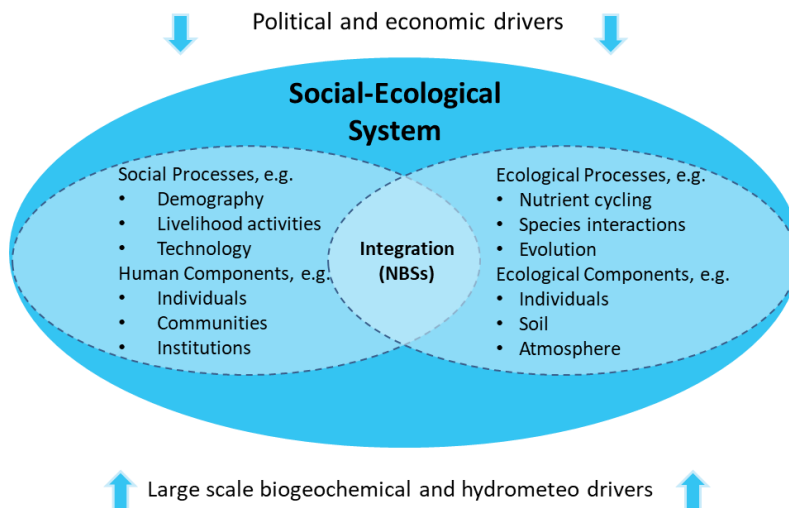 Political and economic drivers
Social-Ecological
System
Social Processes, e.g.
• Demography
• Livelihood activities
• Technology
Human Components, e.g.
• Individuals
• Communities
• Institutions
Integration
(NBSs)
Ecological Processes, e.g.
• Nutrient cycling
• Species interactions
• Evolution
Ecological Components, e.g.
• Individuals
• Soil
• Atmosphere
Large scale biogeochemical and hydrometeo drivers